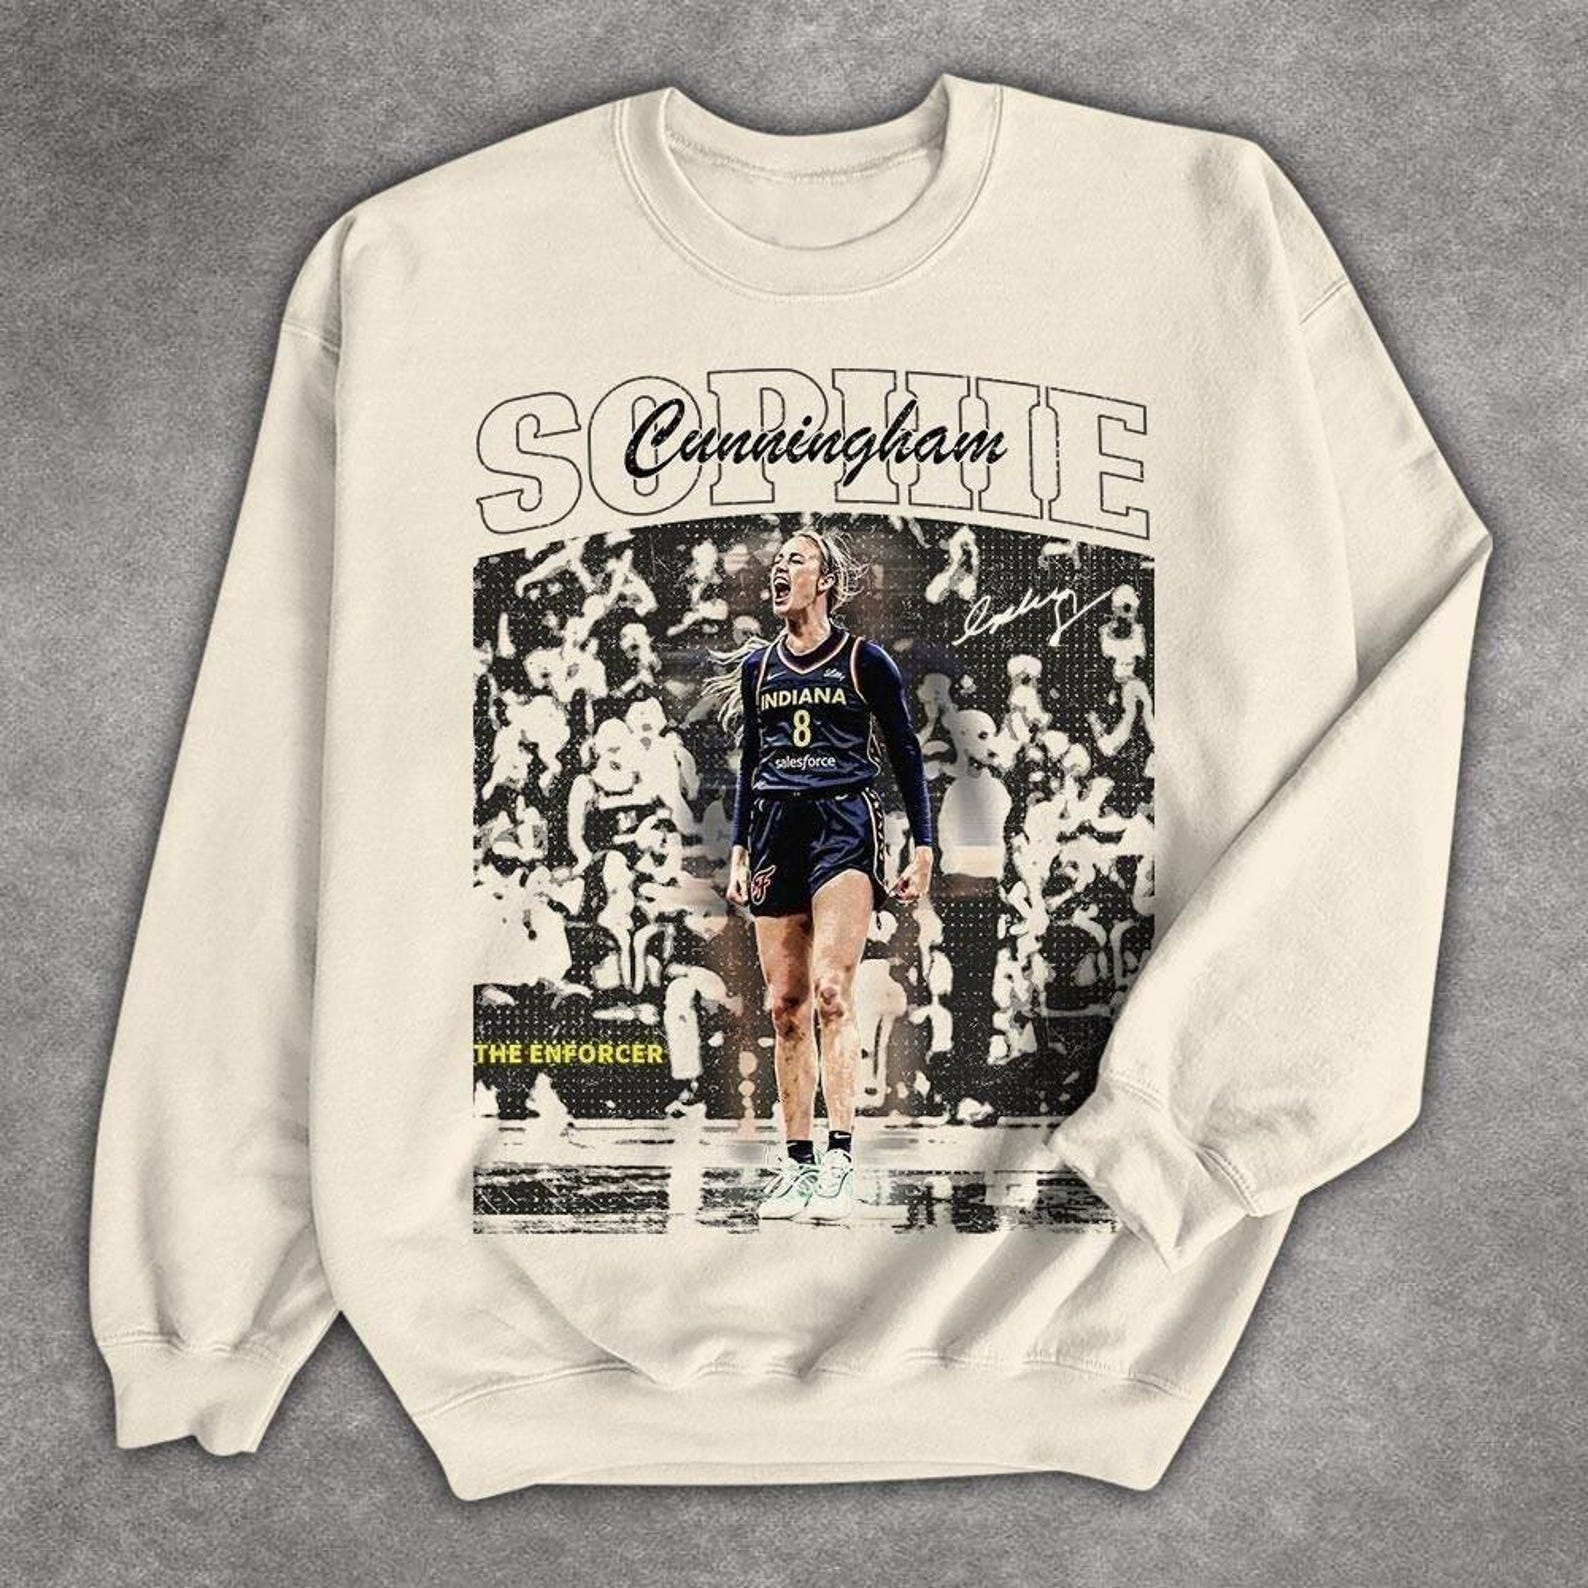 SOPHIE
Cunningham
INDIANA
8
salesforce
THE ENFORCER